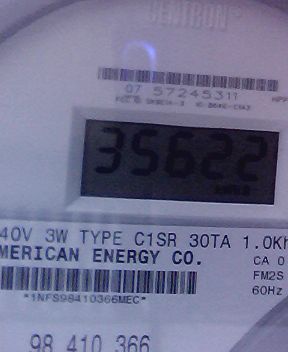 CENTRON®
07 57245311
35622
40V 3W TYPE C1SR 30TA 1.0Kh
MERICAN ENERGY CO.
CA 0
FM2S
60Hz
*1NFS98410366MEC*
98 410 366